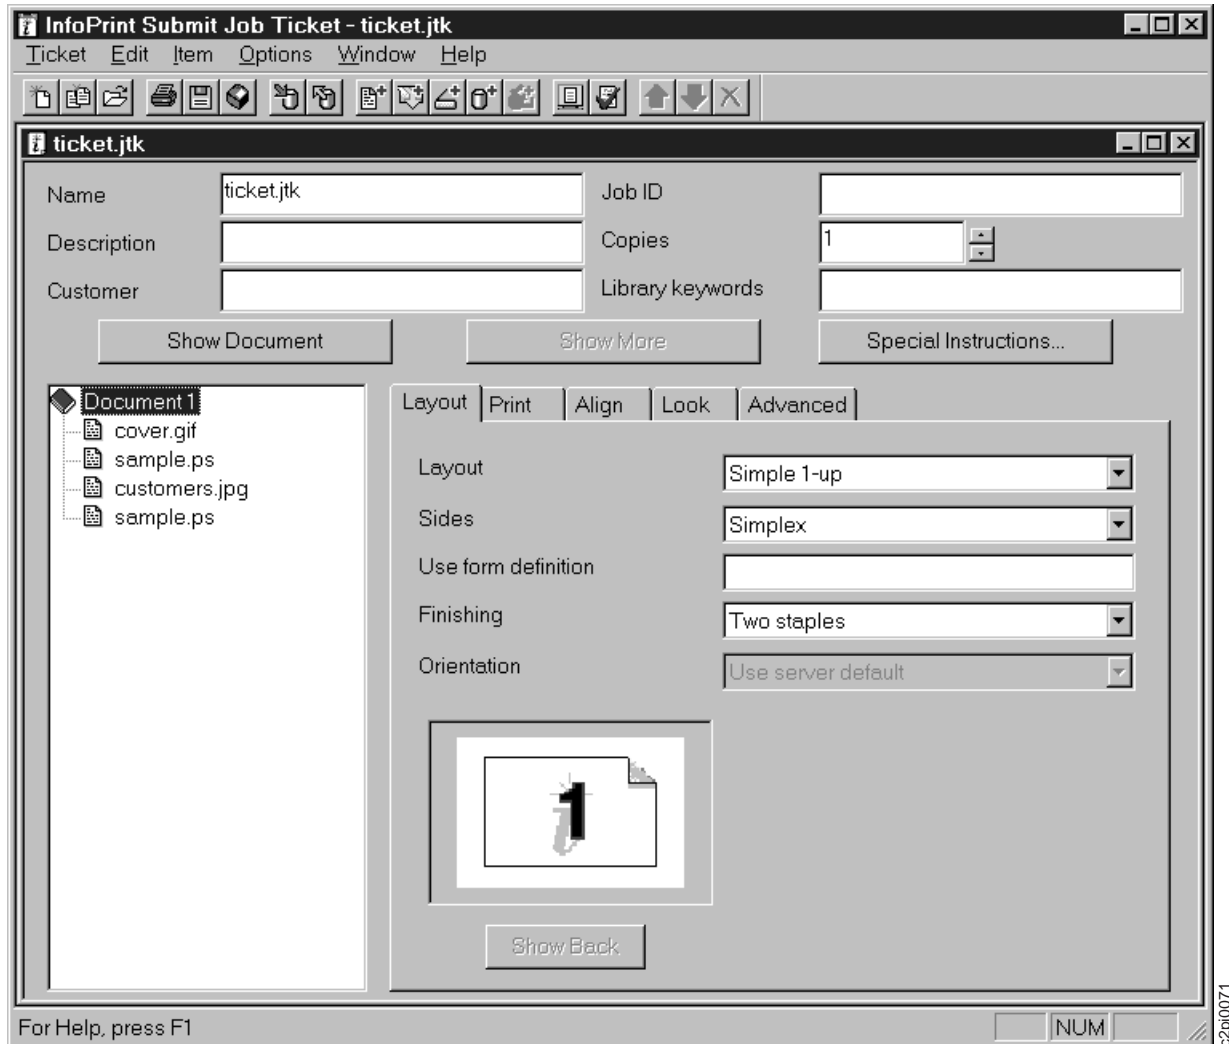 InfoPrint Submit Job Ticket - ticket.jtk
Ticket Edit Item Options Window Help
ticket.jtk
Name ticket.jtk Job ID
Description Copies 1
Customer Library keywords
Show Document Show More Special Instructions...
Document 1
cover.gif
sample.ps
customers.jpg
sample.ps
Layout Print Align Look Advanced
Layout Simple 1-up
Sides Simplex
Use form definition
Finishing Two staples
Orientation Use server default
1
Show Back
For Help, press F1 NUM
c2pi0071